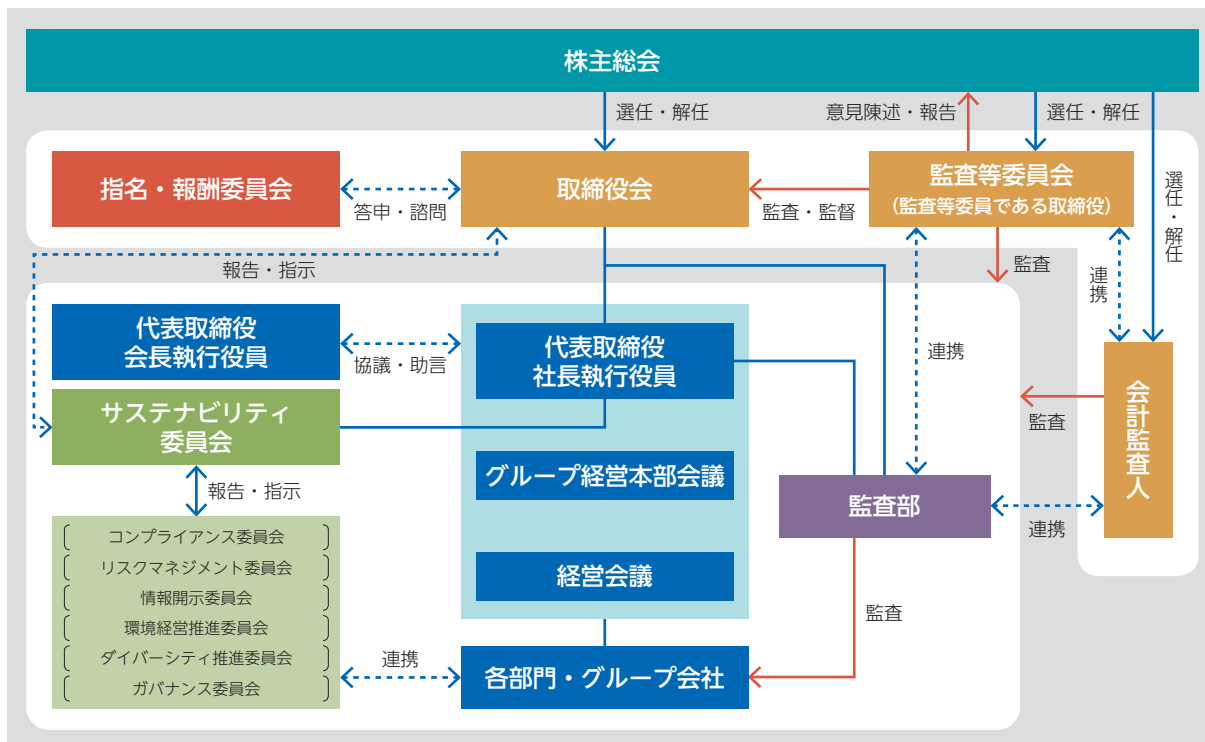 株主総会
選任・解任
意見陳述・報告
選任・解任
選任・解任
指名・報酬委員会
答申・諮問
取締役会
監査・監督
監査等委員会
(監査等委員である取締役)
報告・指示
監査
連携
連携
代表取締役
会長執行役員
協議・助言
代表取締役
社長執行役員
サステナビリティ
委員会
監査
会計監査人
報告・指示
グループ経営本部会議
監査部
連携
コンプライアンス委員会
リスクマネジメント委員会
情報開示委員会
環境経営推進委員会
ダイバーシティ推進委員会
ガバナンス委員会
経営会議
監査
連携
各部門・グループ会社